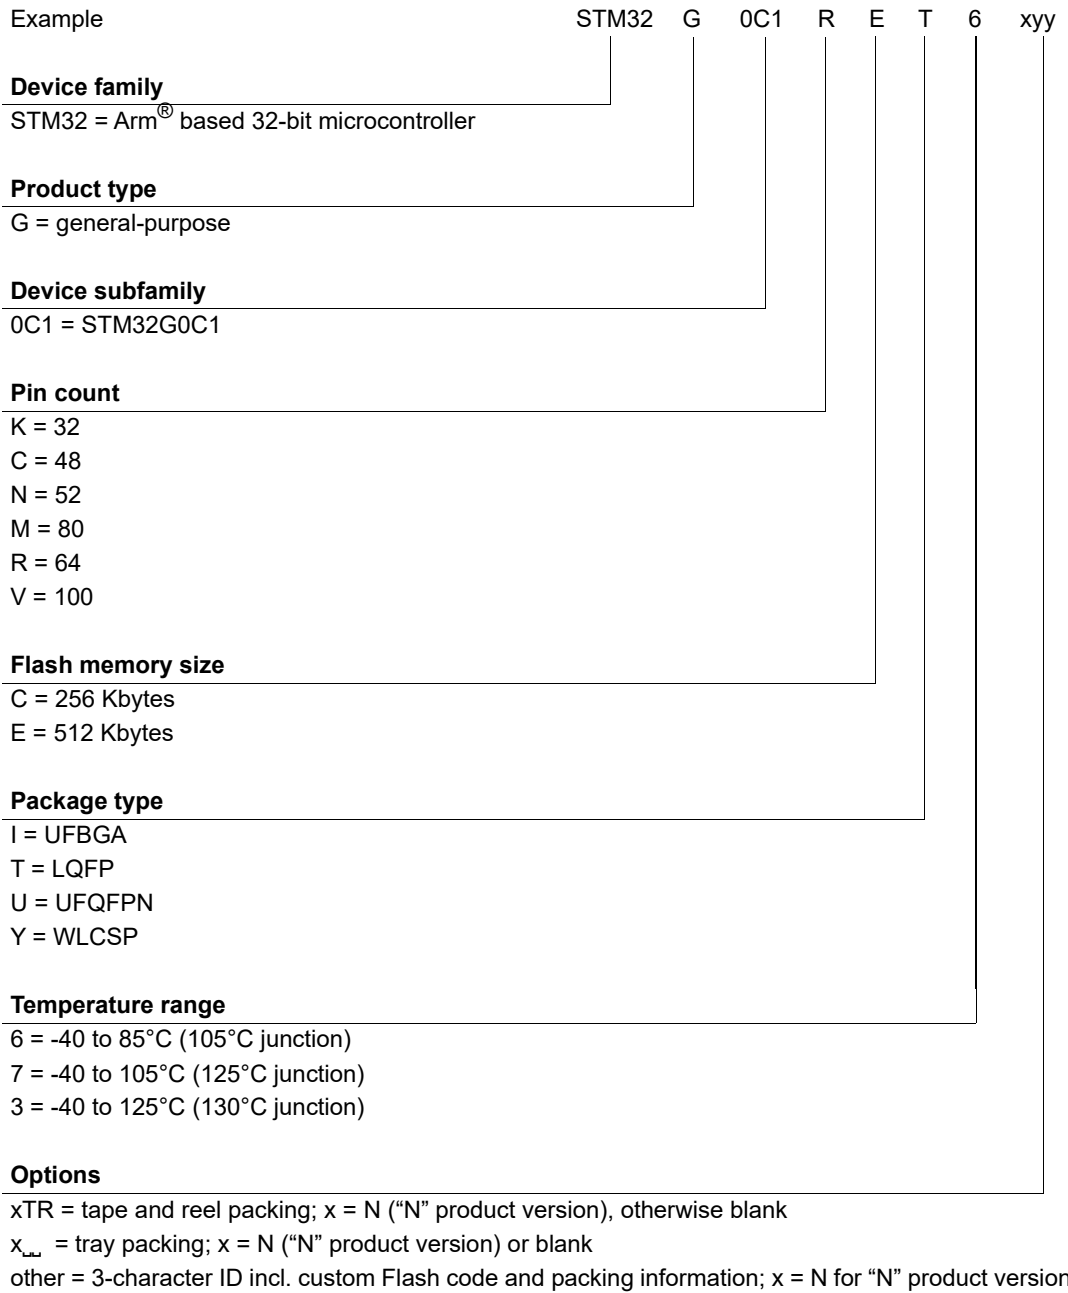 Example STM32 G 0C1 R E T 6 xyy
Device family
STM32 = Arm® based 32-bit microcontroller
Product type
G = general-purpose
Device subfamily
0C1 = STM32G0C1
Pin count
K = 32
C = 48
N = 52
M = 80
R = 64
V = 100
Flash memory size
C = 256 Kbytes
E = 512 Kbytes
Package type
I = UFBGA
T = LQFP
U = UFQFPN
Y = WLCSP
Temperature range
6 = -40 to 85°C (105°C junction)
7 = -40 to 105°C (125°C junction)
3 = -40 to 125°C (130°C junction)
Options
xTR = tape and reel packing; x = N (“N” product version), otherwise blank
x␣␣ = tray packing; x = N (“N” product version) or blank
other = 3-character ID incl. custom Flash code and packing information; x = N for “N” product version